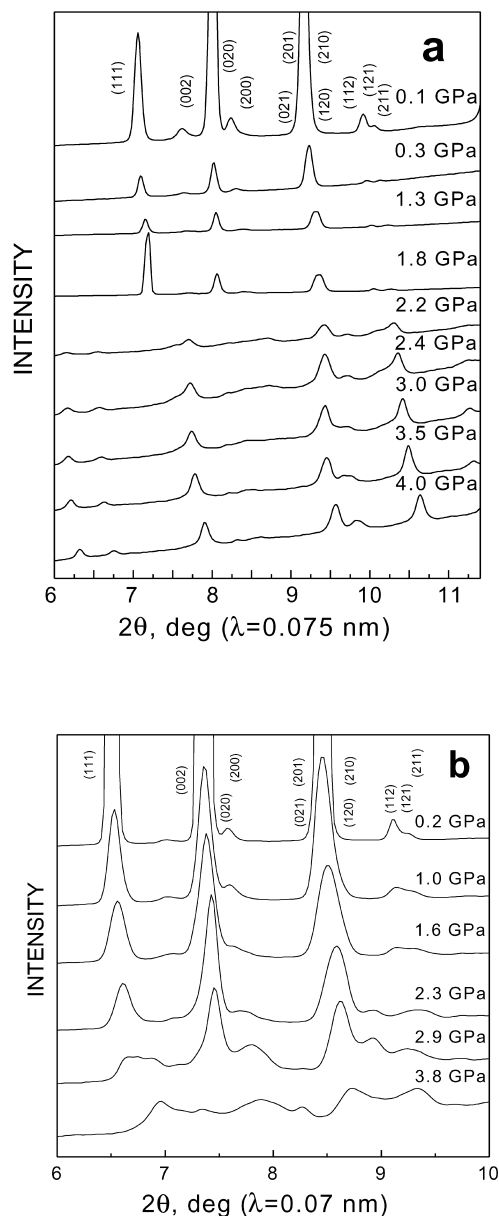 a
(111)
(002)
(020)
(200)
(201)
(021)
(210)
(120)
(112)
(121)
(211)
0.1 GPa
0.3 GPa
1.3 GPa
1.8 GPa
2.2 GPa
2.4 GPa
3.0 GPa
3.5 GPa
4.0 GPa
INTENSITY
6 7 8 9 10 11
2θ, deg (λ=0.075 nm)
b
(111)
(002)
(020)
(200)
(201)
(021)
(210)
(120)
(112)
(121)
(211)
0.2 GPa
1.0 GPa
1.6 GPa
2.3 GPa
2.9 GPa
3.8 GPa
INTENSITY
6 7 8 9 10
2θ, deg (λ=0.07 nm)